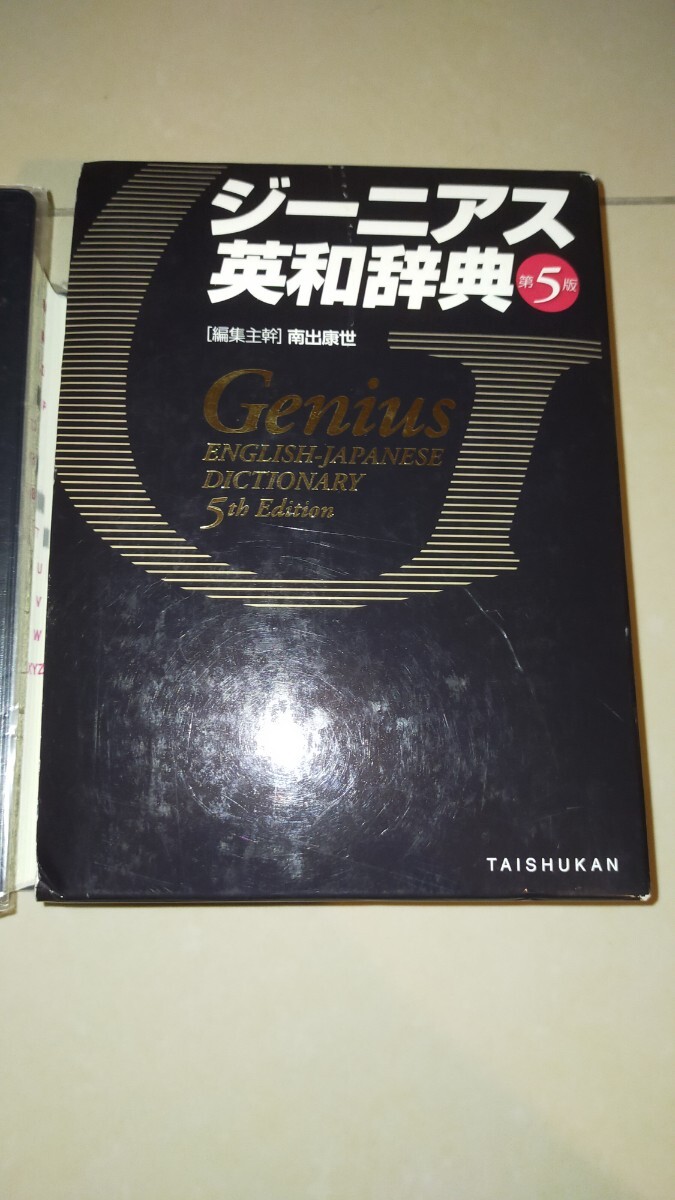 ジーニアス
英和辞典 第5版
[編集主幹] 南出康世
Genius
ENGLISH-JAPANESE
DICTIONARY
5th Edition
TAISHUKAN
U
V
W
XYZ